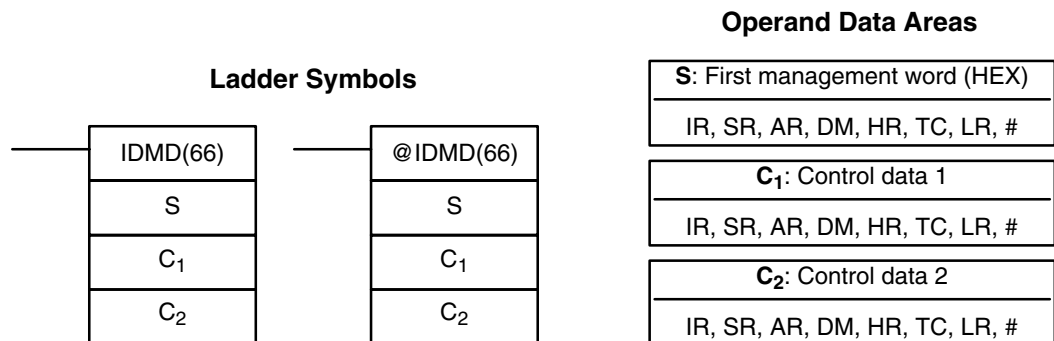 Operand Data Areas
Ladder Symbols
S: First management word (HEX)
IR, SR, AR, DM, HR, TC, LR, #
IDMD(66)
@IDMD(66)
S
S
C1: Control data 1
IR, SR, AR, DM, HR, TC, LR, #
C1
C1
C2
C2
C2: Control data 2
IR, SR, AR, DM, HR, TC, LR, #